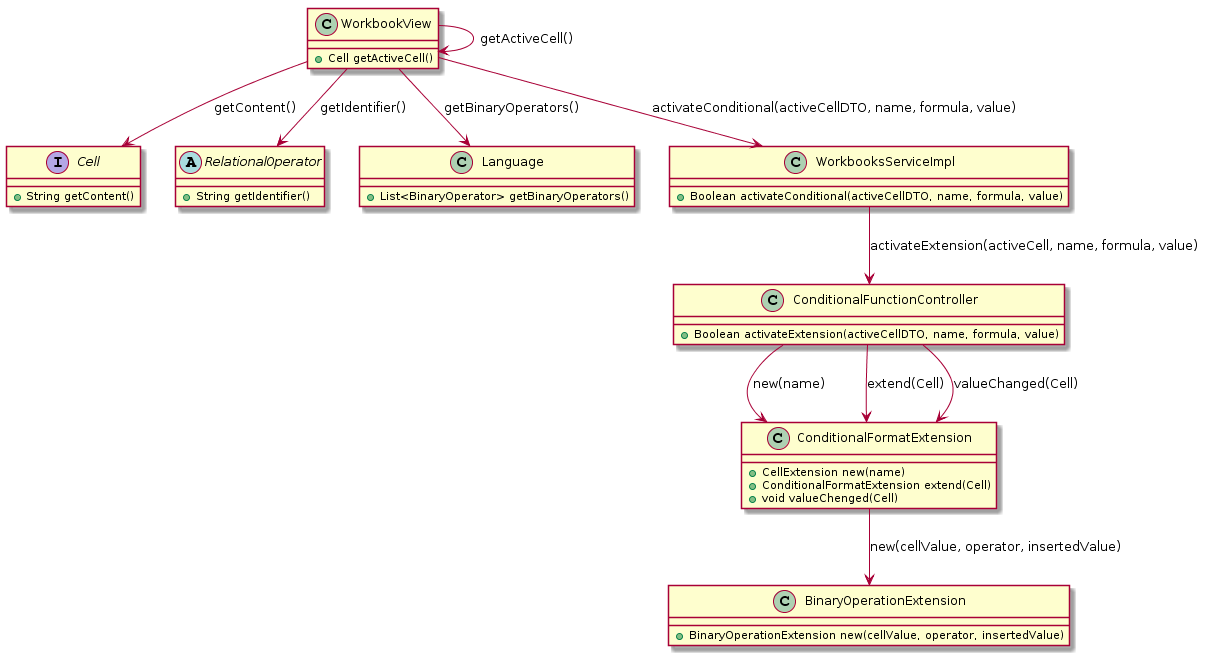 C WorkbookView
Cell getActiveCell()
getActiveCell()
getContent()
getIdentifier()
getBinaryOperators()
activateConditional(activeCellDTO, name, formula, value)
I Cell
String getContent()
A RelationalOperator
String getIdentifier()
C Language
List<BinaryOperator> getBinaryOperators()
C WorkbooksServiceImpl
Boolean activateConditional(activeCellDTO, name, formula, value)
activateExtension(activeCell, name, formula, value)
C ConditionalFunctionController
Boolean activateExtension(activeCellDTO, name, formula, value)
new(name)
extend(Cell)
valueChanged(Cell)
C ConditionalFormatExtension
CellExtension new(name)
ConditionalFormatExtension extend(Cell)
void valueChenged(Cell)
new(cellValue, operator, insertedValue)
C BinaryOperationExtension
BinaryOperationExtension new(cellValue, operator, insertedValue)